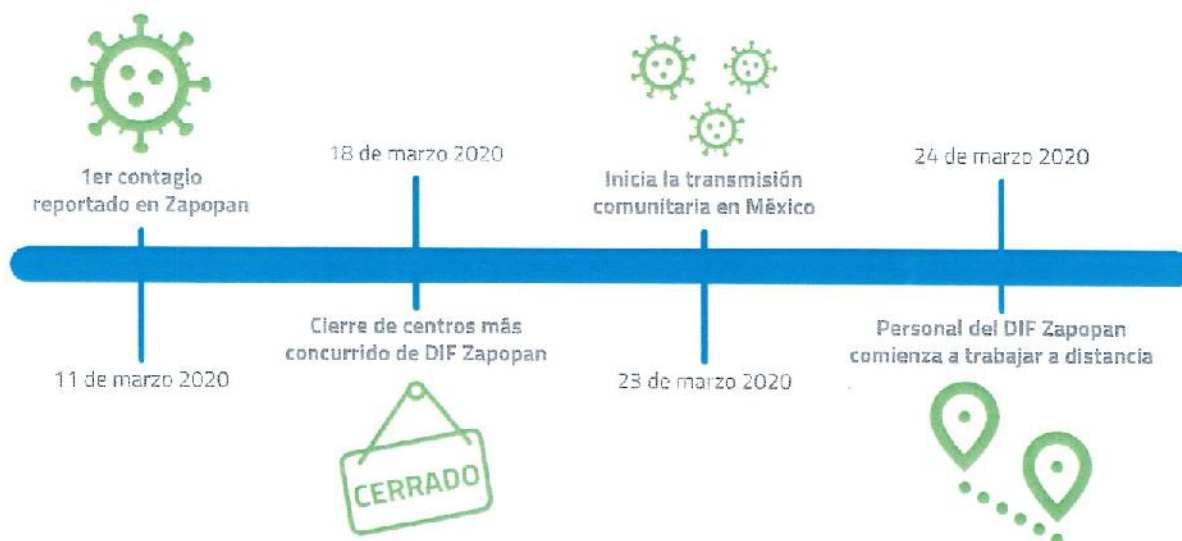 1er contagio
reportado en Zapopan
11 de marzo 2020
18 de marzo 2020
Cierre de centros más
concurrido de DIF Zapopan
CERRADO
Inicia la transmisión
comunitaria en México
23 de marzo 2020
24 de marzo 2020
Personal del DIF Zapopan
comienza a trabajar a distancia